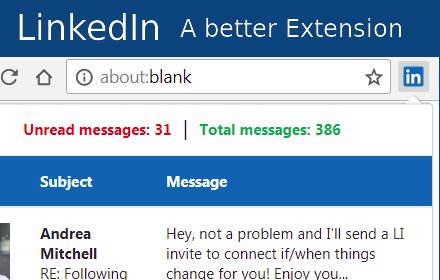 LinkedIn A better Extension
about:blank
in
Unread messages: 31 | Total messages: 386
Subject Message
Andrea Hey, not a problem and I'll send a LI
Mitchell invite to connect if/when things
RE: Following change for you! Enjoy you...